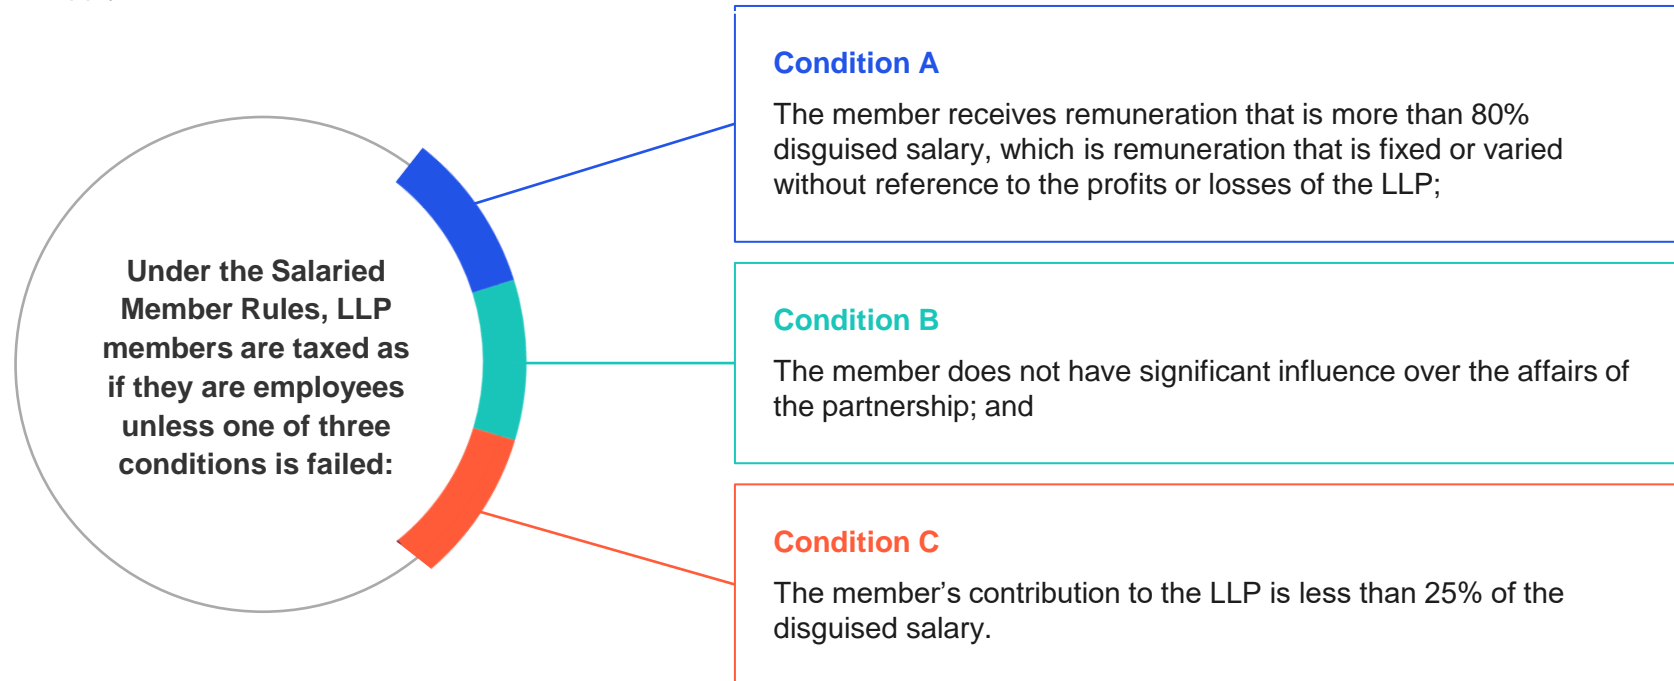 Under the Salaried
Member Rules, LLP
members are taxed as
if they are employees
unless one of three
conditions is failed:
Condition A
The member receives remuneration that is more than 80%
disguised salary, which is remuneration that is fixed or varied
without reference to the profits or losses of the LLP;
Condition B
The member does not have significant influence over the affairs of
the partnership; and
Condition C
The member’s contribution to the LLP is less than 25% of the
disguised salary.